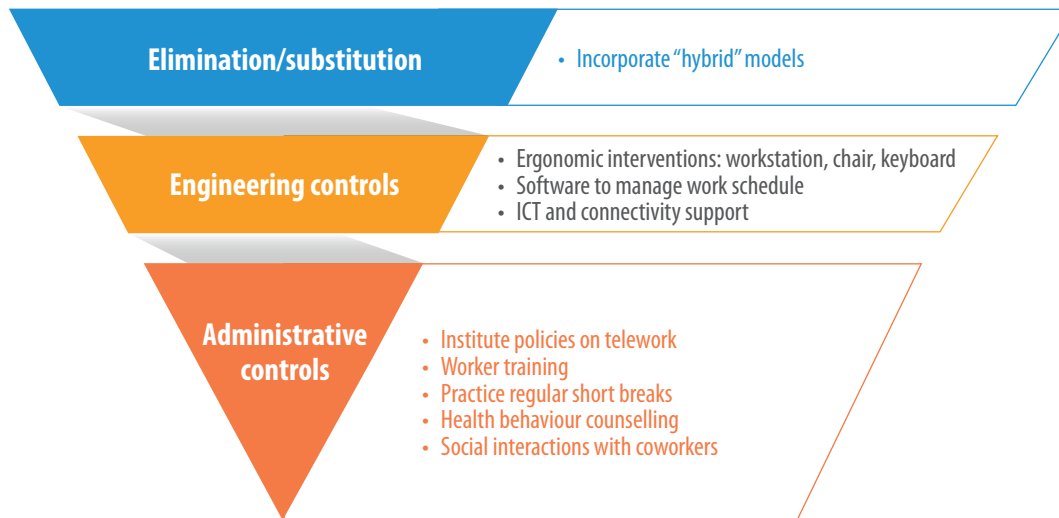 Elimination/substitution
• Incorporate “hybrid” models
Engineering controls
• Ergonomic interventions: workstation, chair, keyboard
• Software to manage work schedule
• ICT and connectivity support
Administrative
controls
• Institute policies on telework
• Worker training
• Practice regular short breaks
• Health behaviour counselling
• Social interactions with coworkers